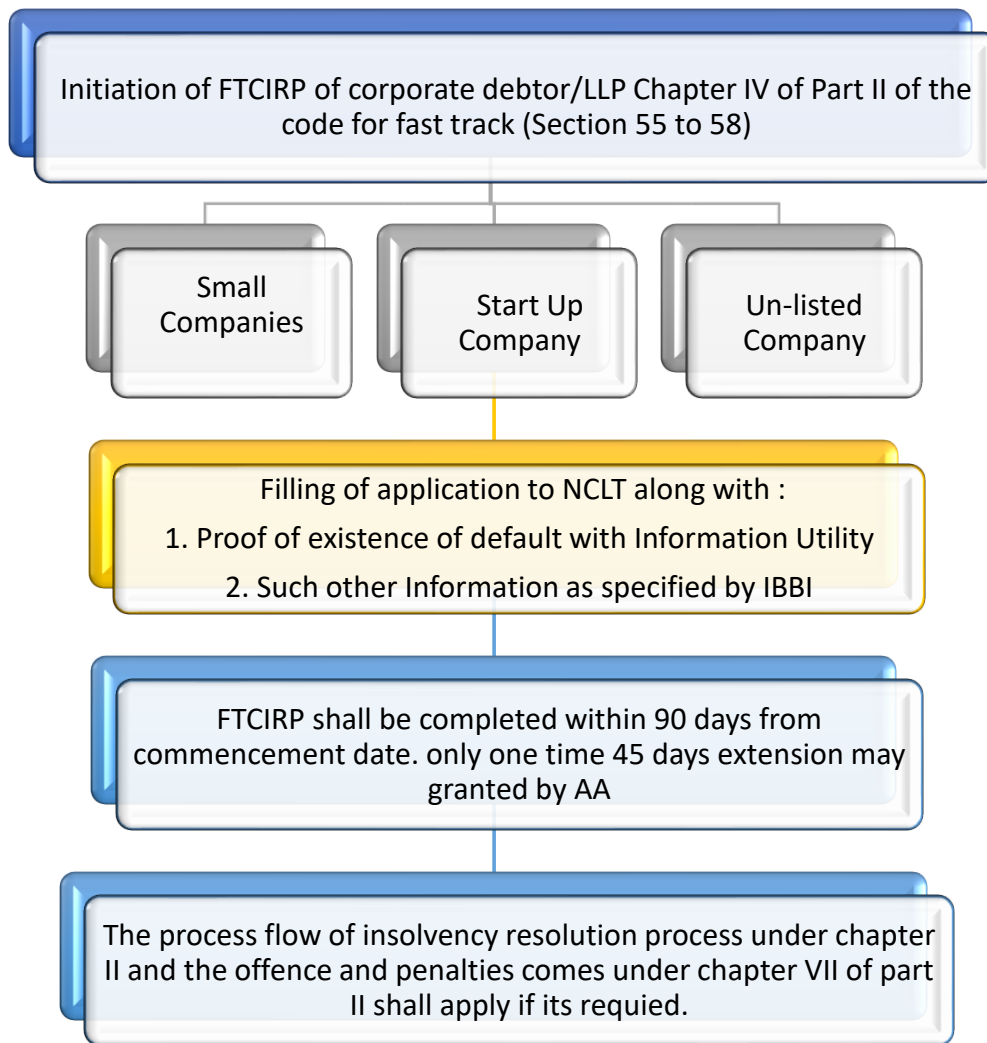 Initiation of FTCIRP of corporate debtor/LLP Chapter IV of Part II of the
code for fast track (Section 55 to 58)
Small
Companies
Start Up
Company
Un-listed
Company
Filling of application to NCLT along with :
1. Proof of existence of default with Information Utility
2. Such other Information as specified by IBBI
FTCIRP shall be completed within 90 days from
commencement date. only one time 45 days extension may
granted by AA
The process flow of insolvency resolution process under chapter
II and the offence and penalties comes under chapter VII of part
II shall apply if its requied.